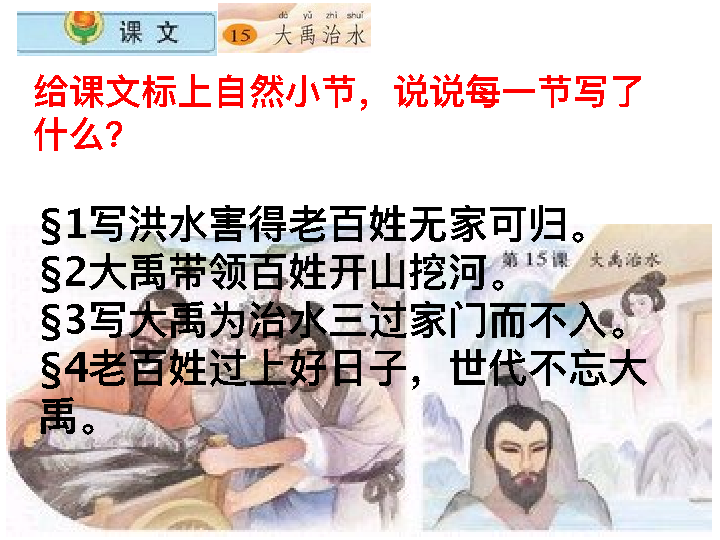 课 文
dà yǔ zhì shuǐ
15 大禹治水
给课文标上自然小节，说说每一节写了
什么？
§1写洪水害得老百姓无家可归。
§2大禹带领百姓开山挖河。
第15课 大禹治水
§3写大禹为治水三过家门而不入。
§4老百姓过上好日子，世代不忘大
禹。